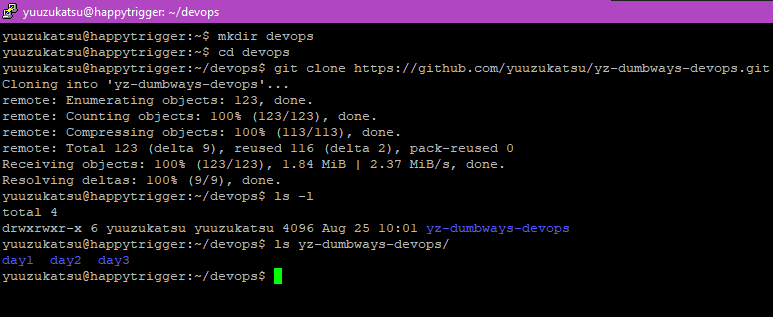 yuuzukatsu@happytrigger: ~/devops
yuuzukatsu@happytrigger:~$ mkdir devops
yuuzukatsu@happytrigger:~$ cd devops
yuuzukatsu@happytrigger:~/devops$ git clone https://github.com/yuuzukatsu/yz-dumbways-devops.git
Cloning into 'yz-dumbways-devops'...
remote: Enumerating objects: 123, done.
remote: Counting objects: 100% (123/123), done.
remote: Compressing objects: 100% (113/113), done.
remote: Total 123 (delta 9), reused 116 (delta 2), pack-reused 0
Receiving objects: 100% (123/123), 1.84 MiB | 2.37 MiB/s, done.
Resolving deltas: 100% (9/9), done.
yuuzukatsu@happytrigger:~/devops$ ls -l
total 4
drwxrwxr-x 6 yuuzukatsu yuuzukatsu 4096 Aug 25 10:01 yz-dumbways-devops
yuuzukatsu@happytrigger:~/devops$ ls yz-dumbways-devops/
day1  day2  day3
yuuzukatsu@happytrigger:~/devops$